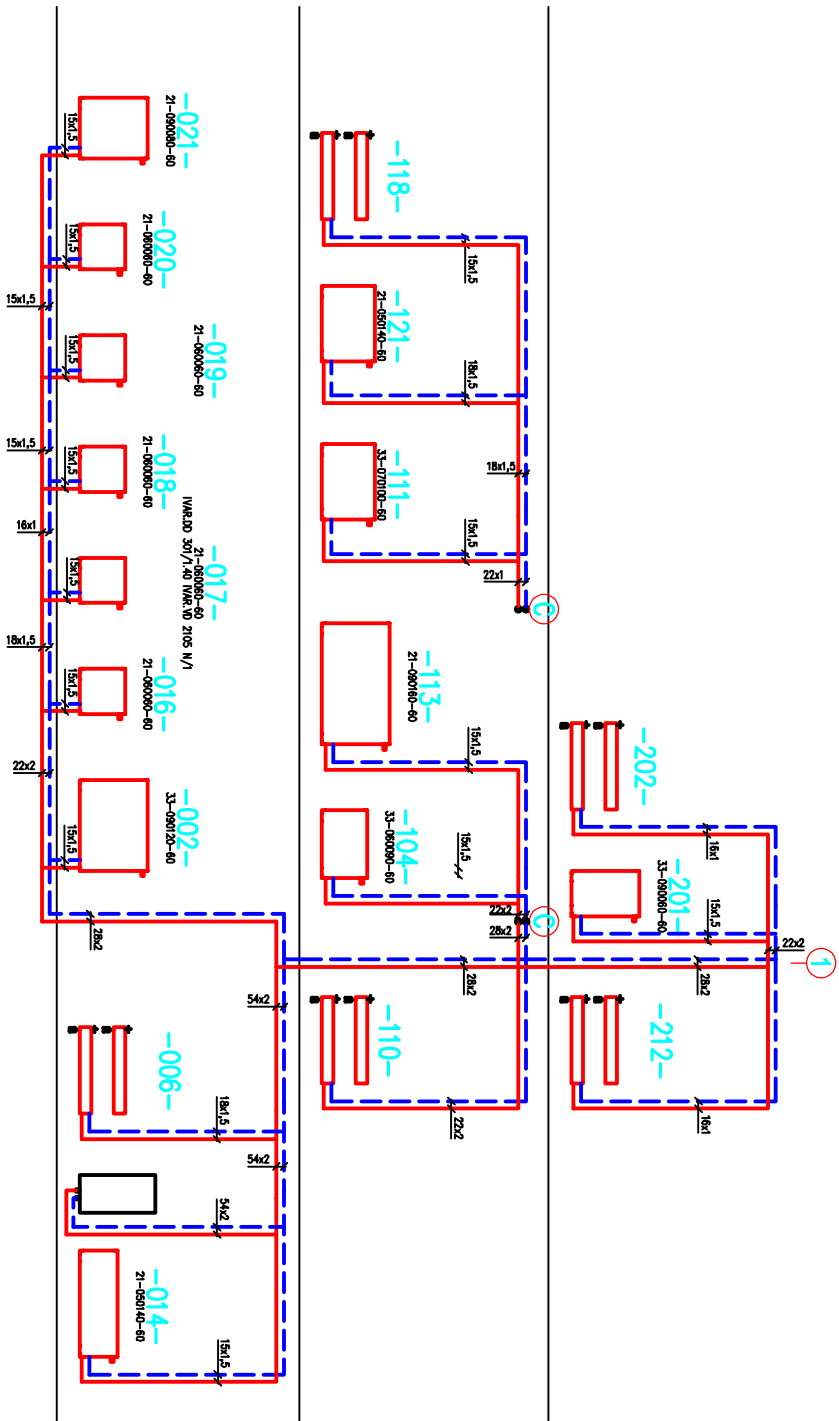 1
22x2
16x1
15x1,5
28x2
16x1
-202-
-201-
33-090060-60
-212-
C
C
18x1,5
22x1
22x2
28x2
15x1,5
18x1,5
15x1,5
15x1,5
15x1,5
28x2
22x2
-118-
-121-
21-050140-60
-111-
33-070100-60
-113-
21-090160-60
-104-
33-060090-60
-110-
54x2
54x2
18x1,5
54x2
15x1,5
-021-
21-090080-60
-020-
21-060060-60
-019-
21-060060-60
-018-
21-060060-60
-017-
21-060060-60
IVAR.DD 301/1.40 IVAR.VD 2105 N/1
-016-
21-060060-60
-002-
33-090120-60
-006-
-014-
21-050140-60
15x1,5
15x1,5
15x1,5
15x1,5
15x1,5
15x1,5
15x1,5
28x2
15x1,5
15x1,5
16x1
18x1,5
22x2